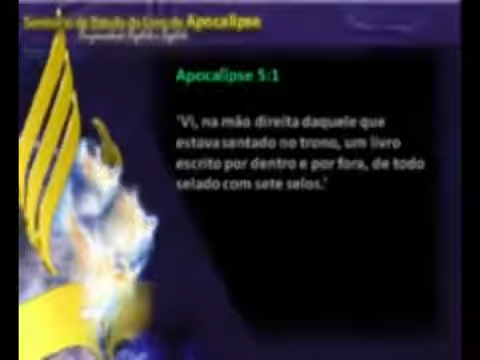 Seminário de Estudo do Livro de Apocalipse
Apocalipse 5:1
'Vi, na mão direita daquele que
estava sentado no trono, um livro
escrito por dentro e por fora, de todo
selado com sete selos.'